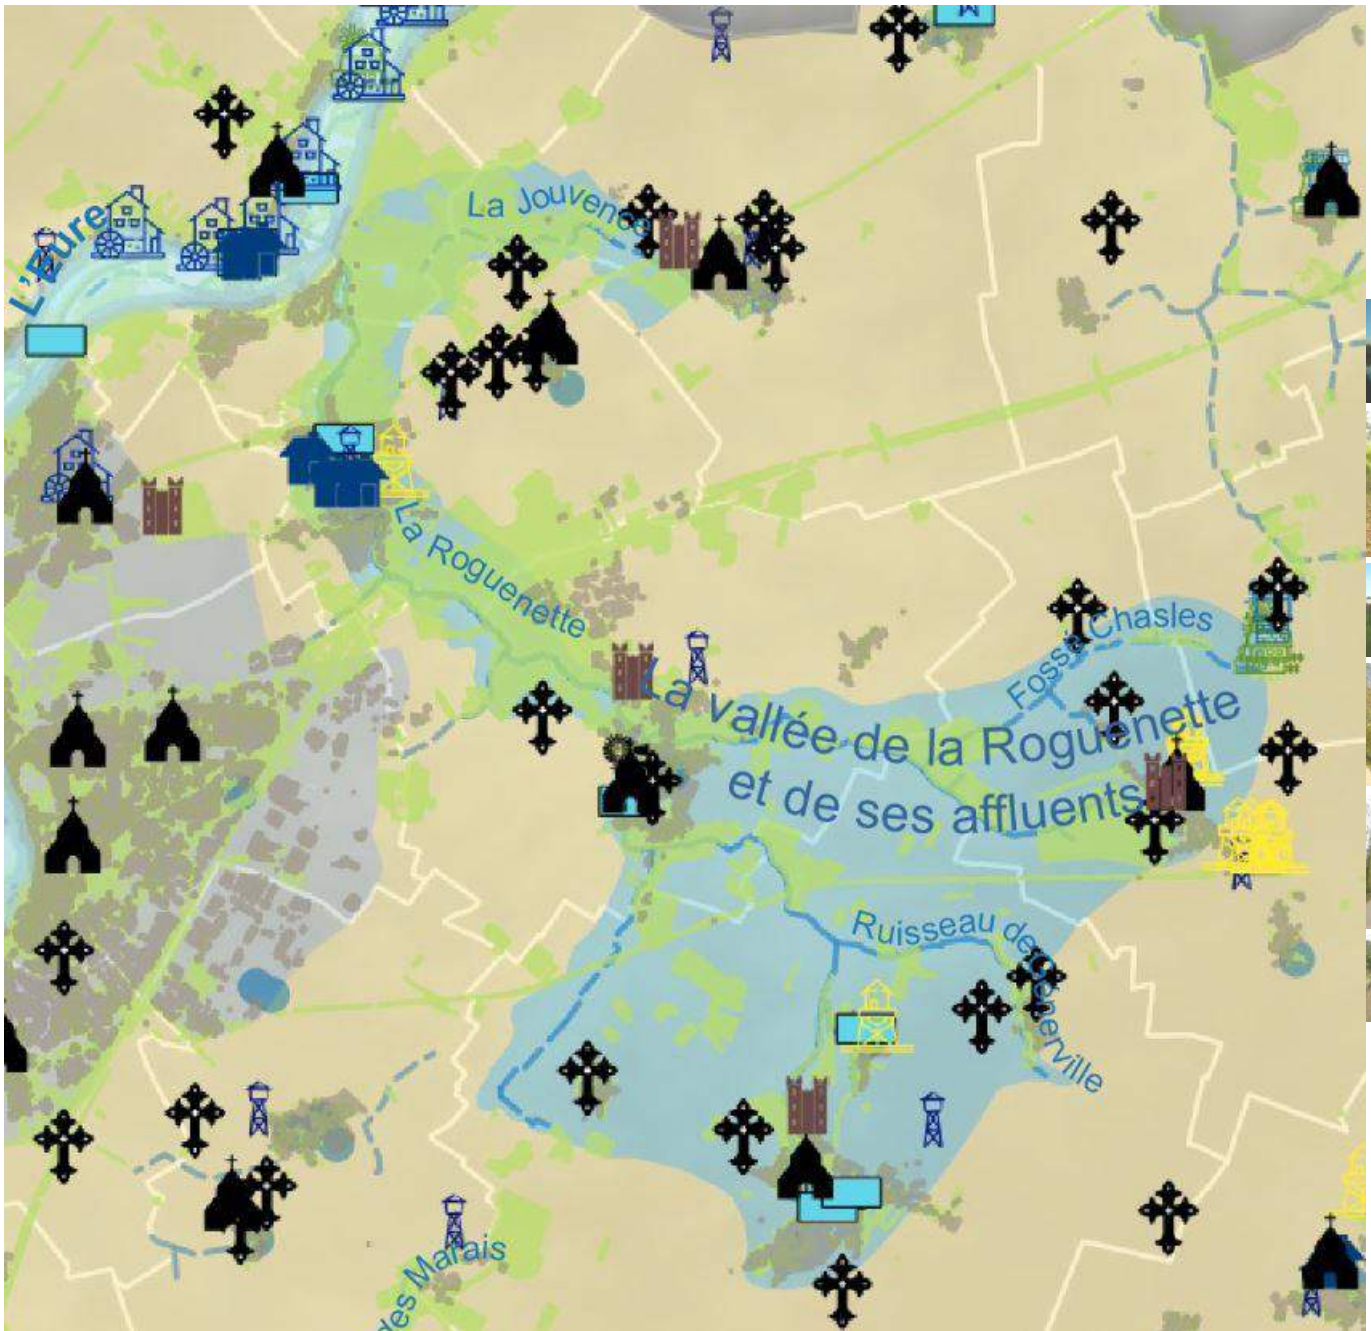 La Jouvence
L'Eure
La Roguenette
Fossé Chasles
La vallée de la Roguenette
et de ses affluents
Ruisseau de Génerville
des Marais